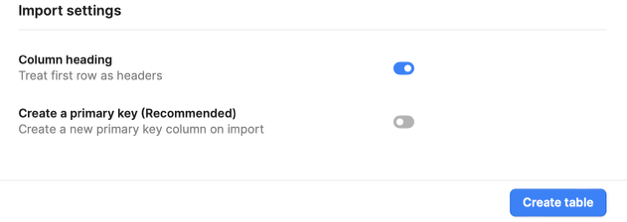 Import settings
Column heading
Treat first row as headers
Create a primary key (Recommended)
Create a new primary key column on import
Create table